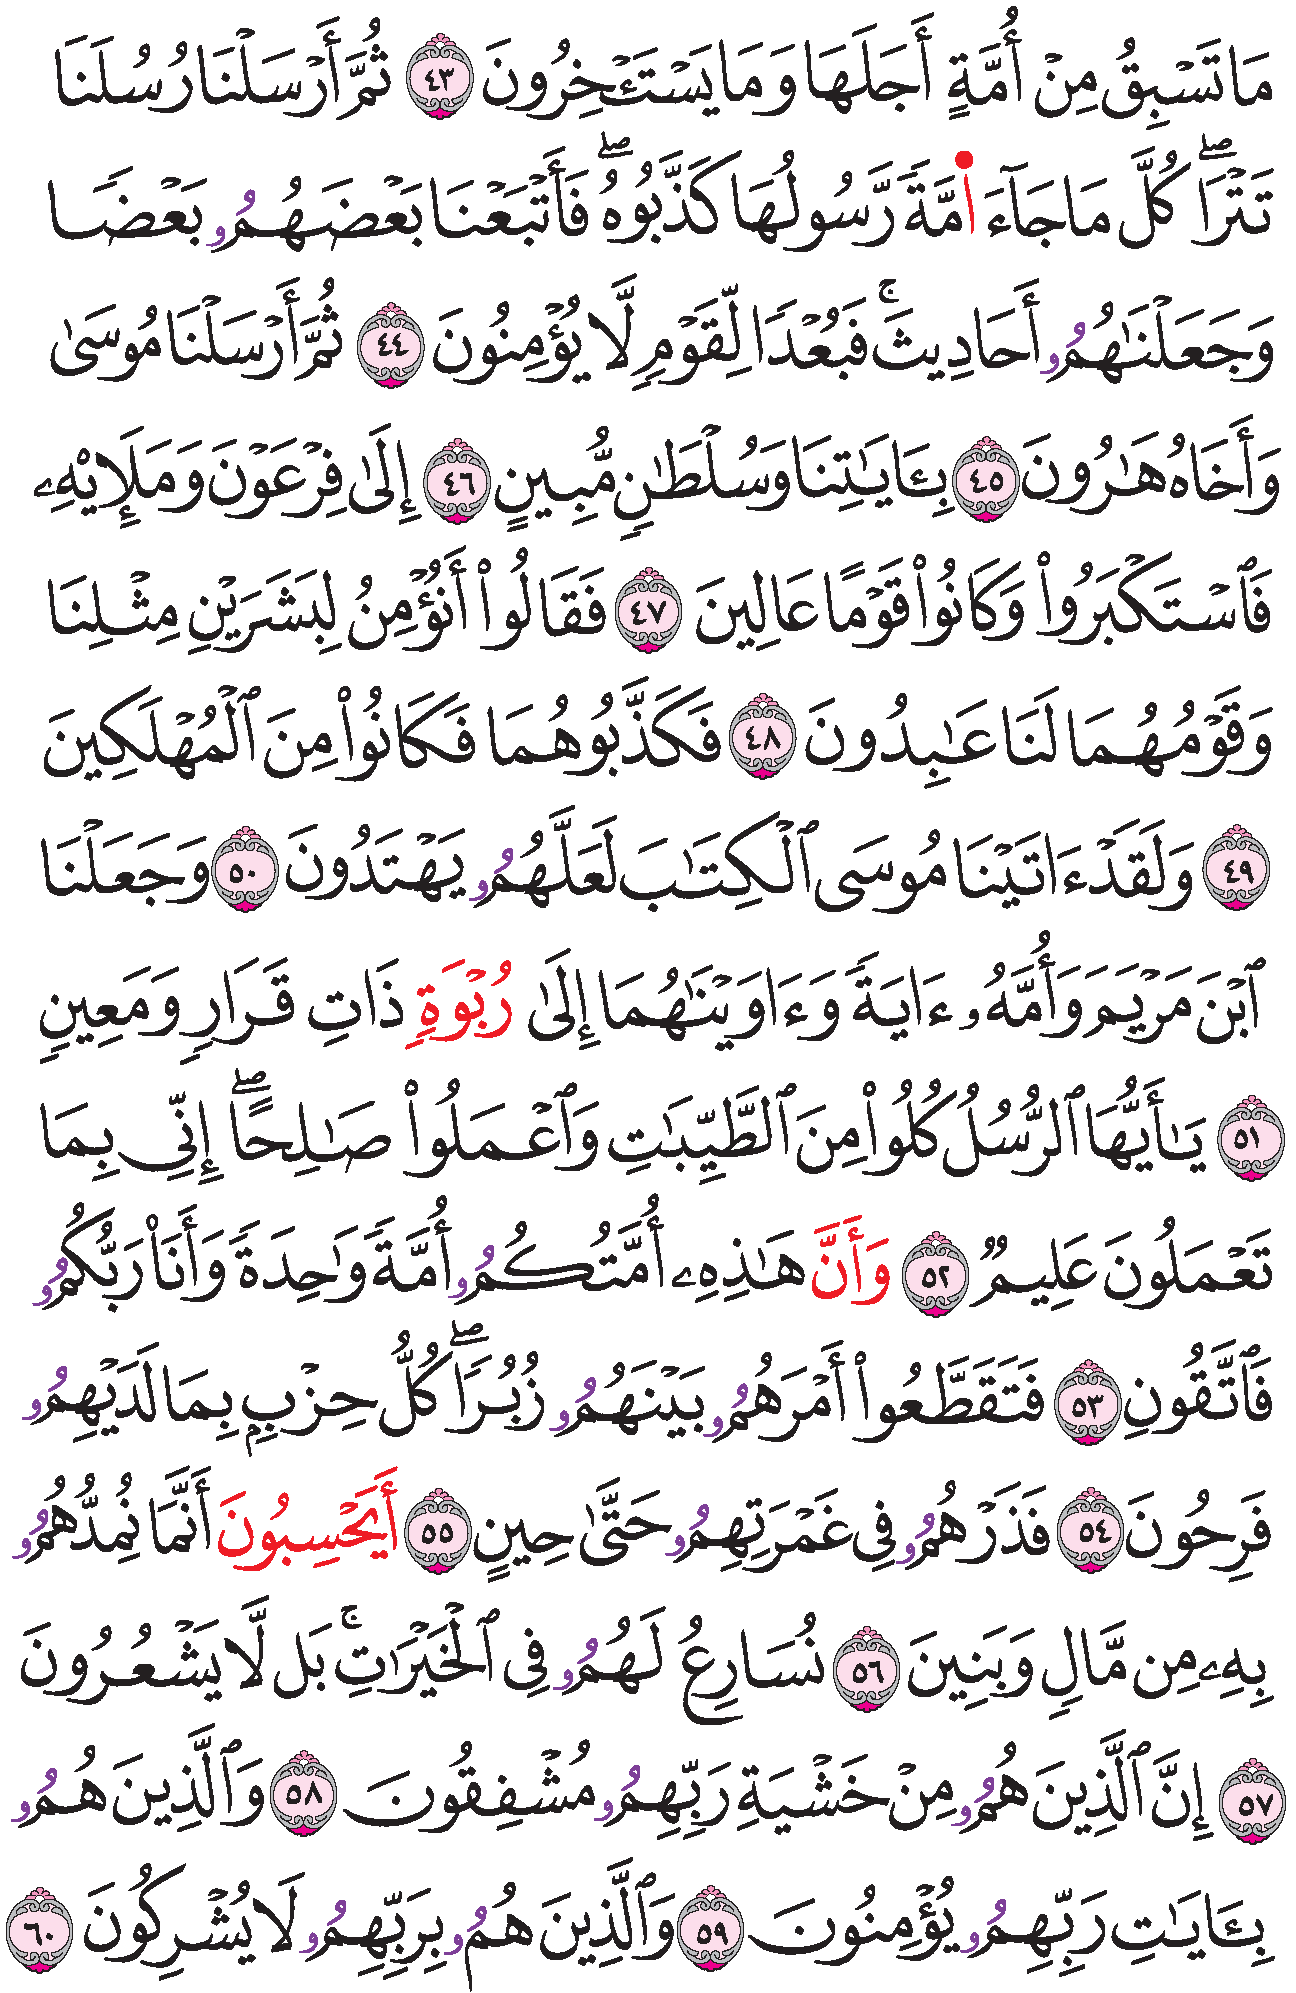 مَا تَسۡبِقُ مِنۡ أُمَّةٍ أَجَلَهَا وَمَا يَسۡتَـٔۡخِرُونَ ٤٣ ثُمَّ أَرۡسَلۡنَا رُسُلَنَا
تَتۡرَاۖ كُلَّ مَا جَآءَ ا۟مَّةٗ رَّسُولُهَا كَذَّبُوهُۖ فَأَتۡبَعۡنَا بَعۡضَهُمُۥ بَعۡضٗا
وَجَعَلۡنَٰهُمُۥ أَحَادِيثَۚ فَبُعۡدٗا لِّقَوۡمٖ لَّا يُؤۡمِنُونَ ٤٤ ثُمَّ أَرۡسَلۡنَا مُوسَىٰ
وَأَخَاهُ هَٰرُونَ ٤٥ بِـَٔايَٰتِنَا وَسُلۡطَٰنٖ مُّبِينٍ ٤٦ إِلَىٰ فِرۡعَوۡنَ وَمَلَإِيْهِۦ
فَٱسۡتَكۡبَرُواْ وَكَانُواْ قَوۡمًا عَالِينَ ٤٧ فَقَالُوٓاْ أَنُؤۡمِنُ لِبَشَرَيۡنِ مِثۡلِنَا
وَقَوۡمُهُمَا لَنَا عَٰبِدُونَ ٤٨ فَكَذَّبُوهُمَا فَكَانُواْ مِنَ ٱلۡمُهۡلَكِينَ
٤٩ وَلَقَدۡ ءَاتَيۡنَا مُوسَى ٱلۡكِتَٰبَ لَعَلَّهُمُۥ يَهۡتَدُونَ ٥٠ وَجَعَلۡنَا
ٱبۡنَ مَرۡيَمَ وَأُمَّهُۥ ءَايَةٗ وَءَاوَيۡنَٰهُمَا إِلَىٰ رُبۡوَةٖ ذَاتِ قَرَارٖ وَمَعِينٖ
٥١ يَٰٓأَيُّهَا ٱلرُّسُلُ كُلُواْ مِنَ ٱلطَّيِّبَٰتِ وَٱعۡمَلُواْ صَٰلِحًاۖ إِنِّي بِمَا
تَعۡمَلُونَ عَلِيمٞ ٥٢ وَأَنَّ هَٰذِهِۦ أُمَّتُكُمُۥ أُمَّةٗ وَٰحِدَةٗ وَأَنَا۠ رَبُّكُمُۥ
فَٱتَّقُونِ ٥٣ فَتَقَطَّعُوٓاْ أَمۡرَهُمُۥ بَيۡنَهُمُۥ زُبُرٗاۖ كُلُّ حِزۡبِۭ بِمَا لَدَيۡهِمُۥ
فَرِحُونَ ٥٤ فَذَرۡهُمُۥ فِي غَمۡرَتِهِمُۥ حَتَّىٰ حِينٍ ٥٥ أَيَحۡسِبُونَ أَنَّمَا نُمِدُّهُمُۥ
بِهِۦ مِن مَّالٖ وَبَنِينَ ٥٦ نُسَارِعُ لَهُمُۥ فِي ٱلۡخَيۡرَٰتِۚ بَل لَّا يَشۡعُرُونَ
٥٧ إِنَّ ٱلَّذِينَ هُمُۥ مِنۡ خَشۡيَةِ رَبِّهِمُۥ مُشۡفِقُونَ ٥٨ وَٱلَّذِينَ هُمُۥ
بِـَٔايَٰتِ رَبِّهِمُۥ يُؤۡمِنُونَ ٥٩ وَٱلَّذِينَ هُمُۥ بِرَبِّهِمُۥ لَا يُشۡرِكُونَ ٦٠